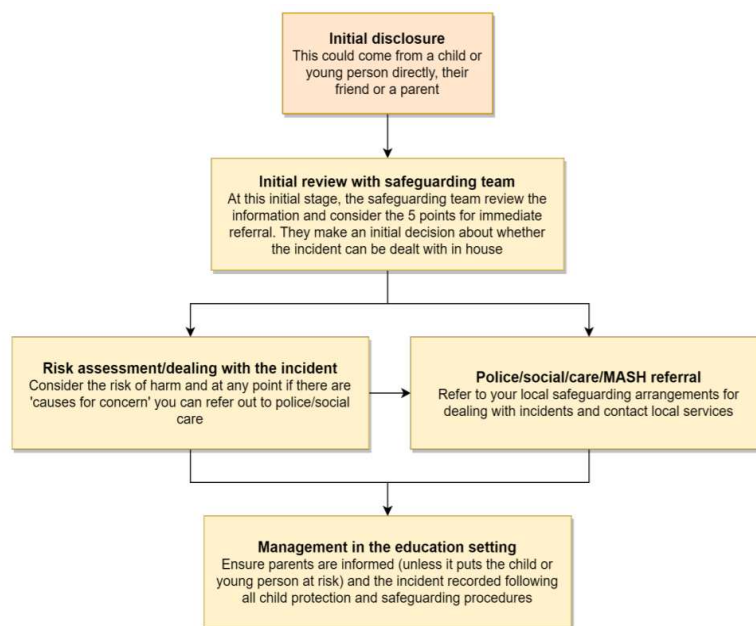 Initial disclosure
This could come from a child or
young person directly, their
friend or a parent
Initial review with safeguarding team
At this initial stage, the safeguarding team review the
information and consider the 5 points for immediate
referral. They make an initial decision about whether
the incident can be dealt with in house
Risk assessment/dealing with the incident
Consider the risk of harm and at any point if there are
'causes for concern' you can refer out to police/social
care
Police/social/care/MASH referral
Refer to your local safeguarding arrangements for
dealing with incidents and contact local services
Management in the education setting
Ensure parents are informed (unless it puts the child or
young person at risk) and the incident recorded following
all child protection and safeguarding procedures